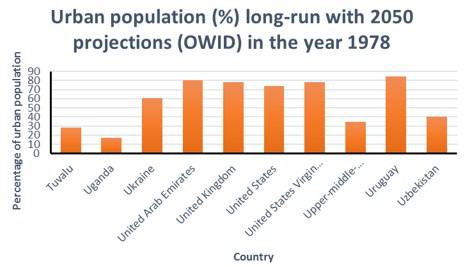 Urban population (%) long-run with 2050
projections (OWID) in the year 1978
Percentage of urban population
90
80
70
60
50
40
30
20
10
0
Tuvalu
Uganda
Ukraine
United Arab Emirates
United Kingdom
United States
United States Virgin...
Upper-middle-...
Uruguay
Uzbekistan
Country